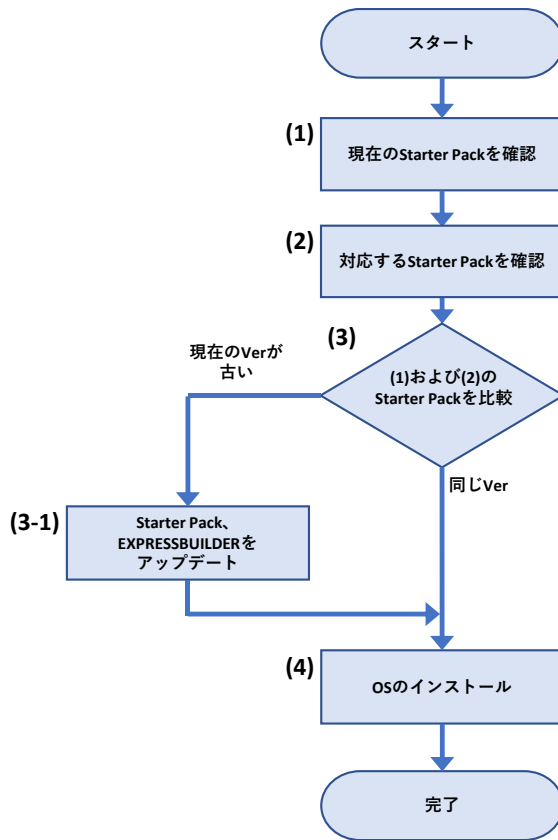 スタート
(1)
現在のStarter Packを確認
(2)
対応するStarter Packを確認
(3)
(1)および(2)の
Starter Packを比較
現在のVerが
古い
同じVer
(3-1)
Starter Pack、
EXPRESSBUILDERを
アップデート
(4)
OSのインストール
完了